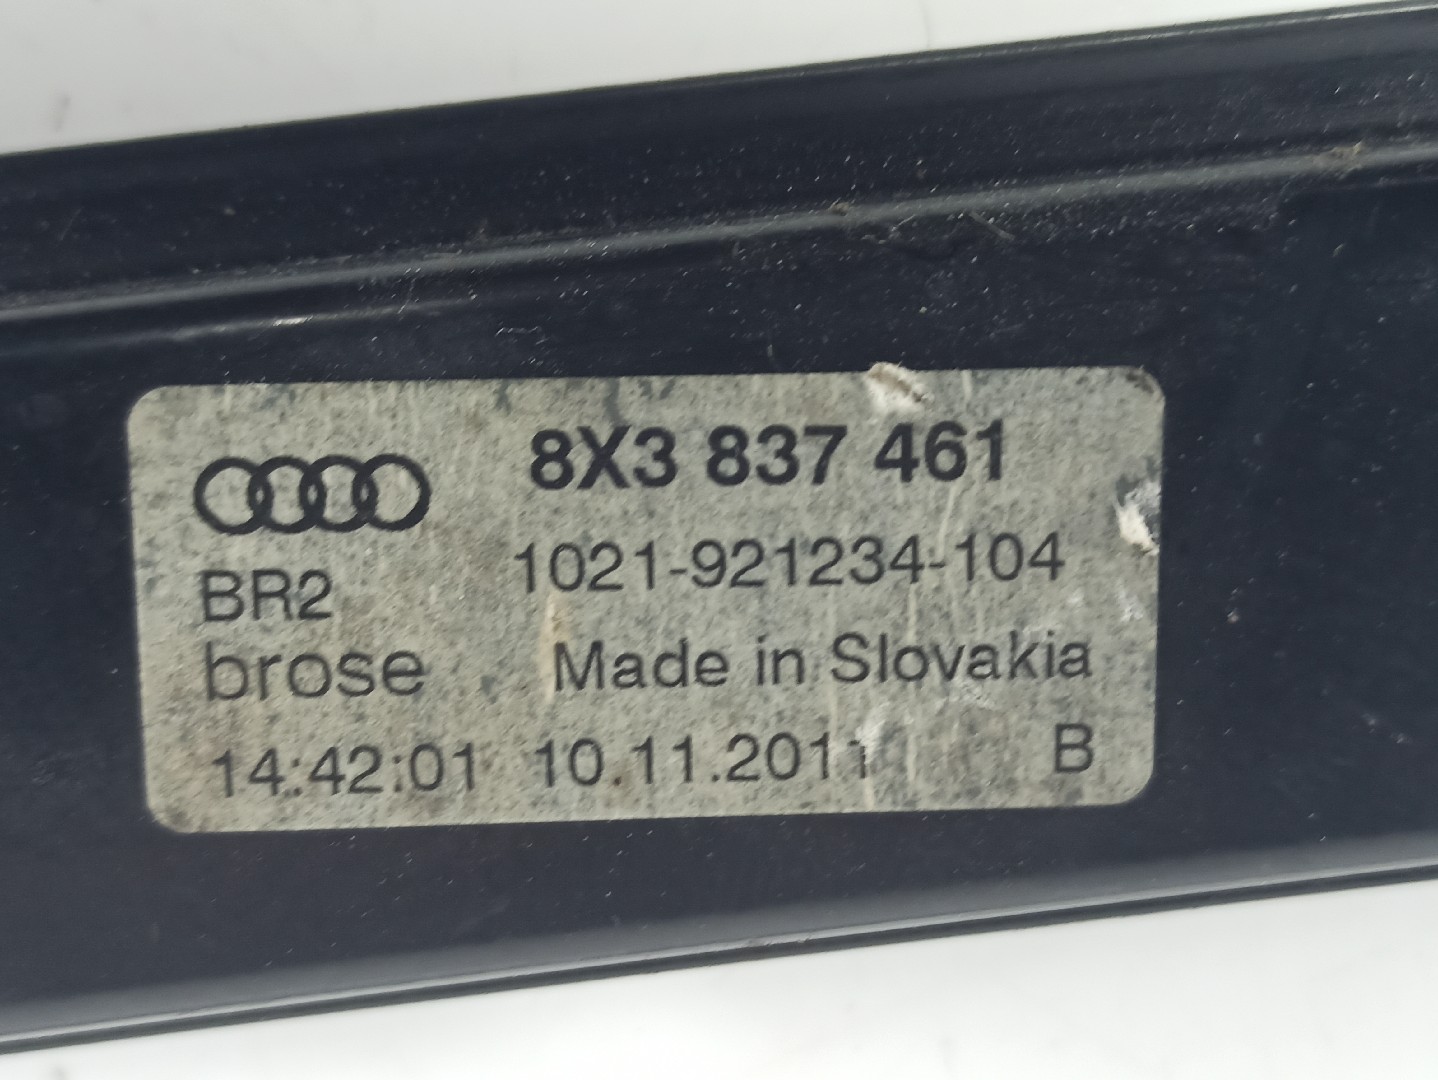 8X3 837 461
1021-921234-104
BR2
brose Made in Slovakia
14:42:01 10.11.2011 B